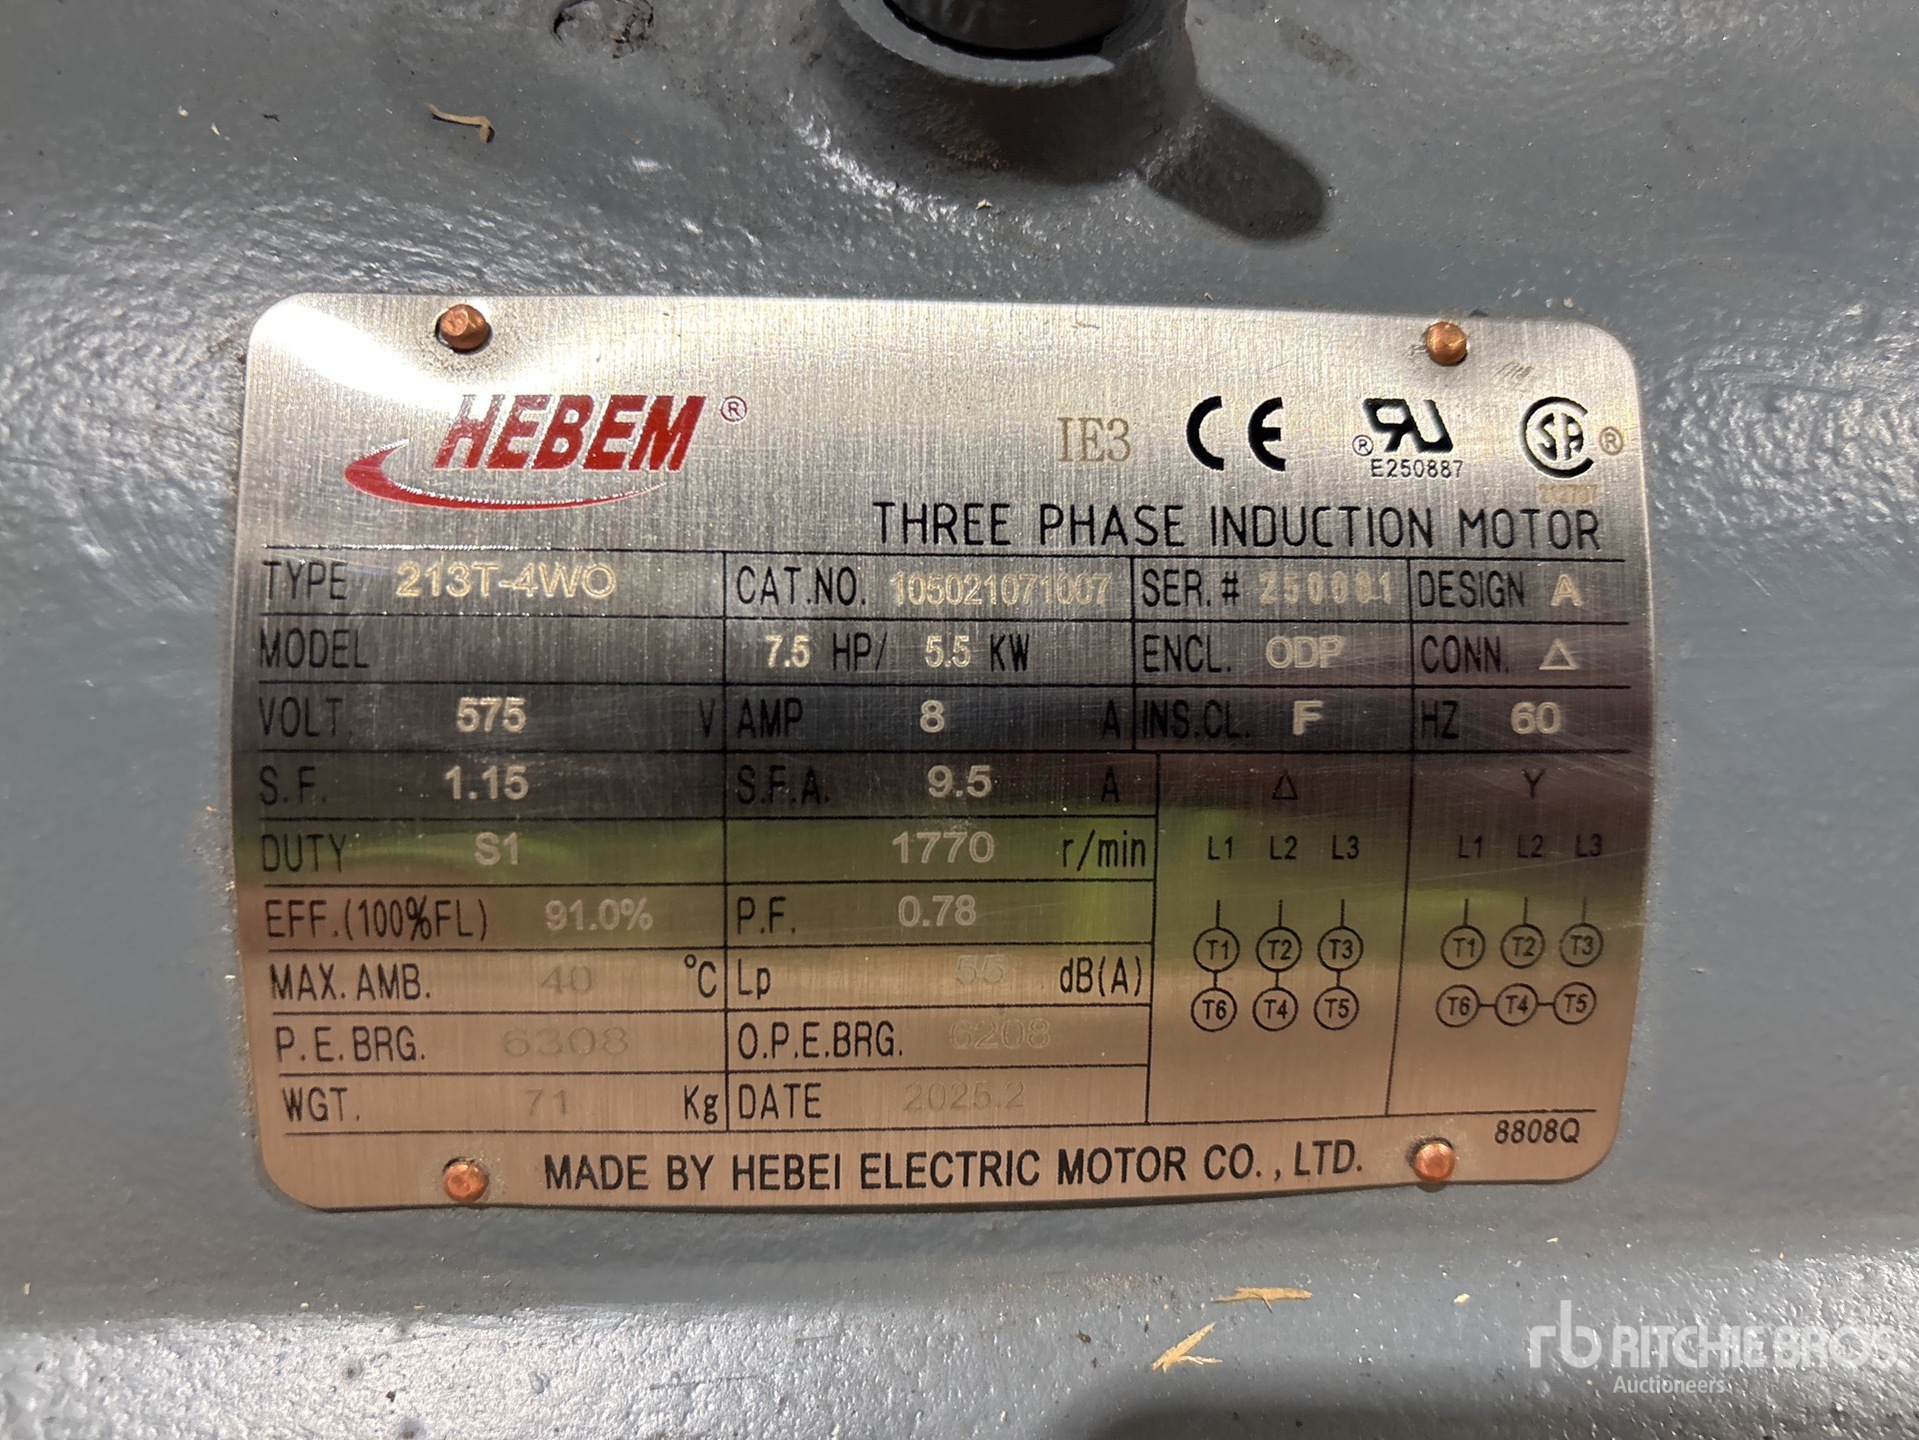 HEBEM ®
IE3 CE ® RU SA ®
E250887
THREE PHASE INDUCTION MOTOR
TYPE 213T-4WO CAT.NO. 105021071007 SER.# 250001 DESIGN A
MODEL 7.5 HP/ 5.5 KW ENCL. ODP CONN. △
VOLT. 575 V AMP 8 A INS.CL. F HZ 60
S.F. 1.15 S.F.A. 9.5 A △ Y
DUTY S1 1770 r/min L1 L2 L3 L1 L2 L3
EFF.(100%FL) 91.0% P.F. 0.78
T1 T2 T3 T1 T2 T3
MAX. AMB. 40 °C Lp 55 dB(A)
T6 T4 T5 T6 T4 T5
P.E.BRG. 6308 O.P.E.BRG. 6208
WGT. 71 Kg DATE 2025.2
8808Q
MADE BY HEBEI ELECTRIC MOTOR CO., LTD.
rb RITCHIE BROS.
Auctioneers